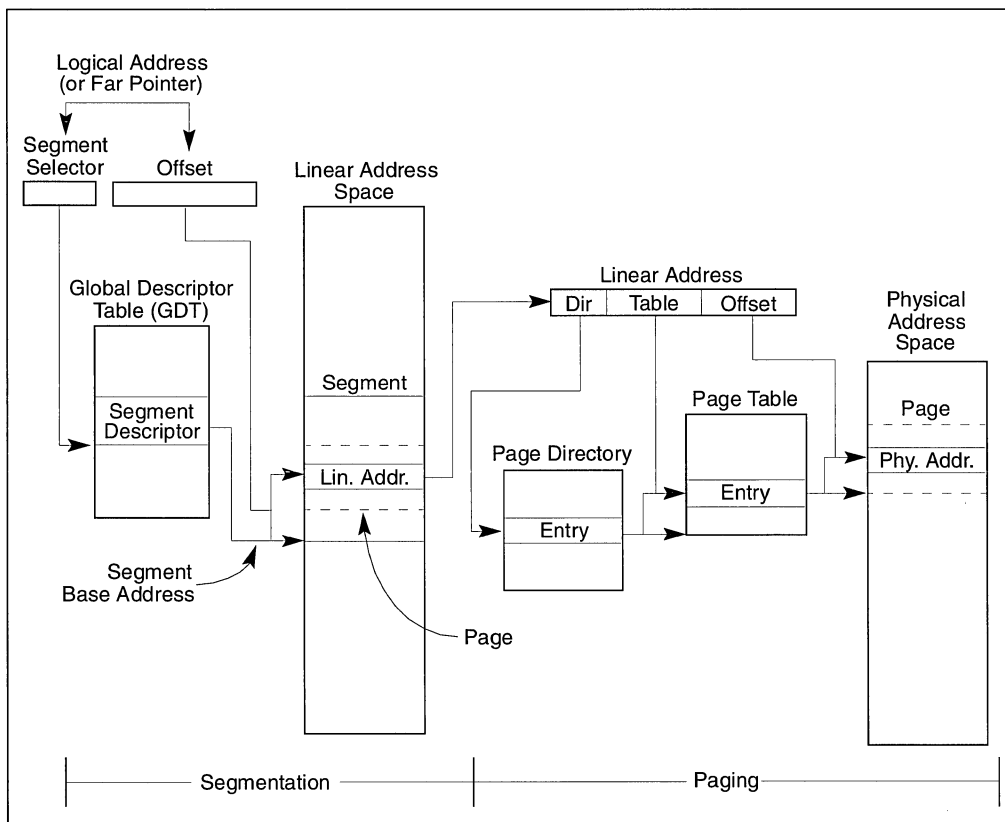 Logical Address
(or Far Pointer)
Segment
Selector
Offset
Linear Address
Space
Global Descriptor
Table (GDT)
Segment
Descriptor
Segment
Lin. Addr.
Segment
Base Address
Page
Linear Address
Dir
Table
Offset
Page Directory
Entry
Page Table
Entry
Physical
Address
Space
Page
Phy. Addr.
Segmentation
Paging